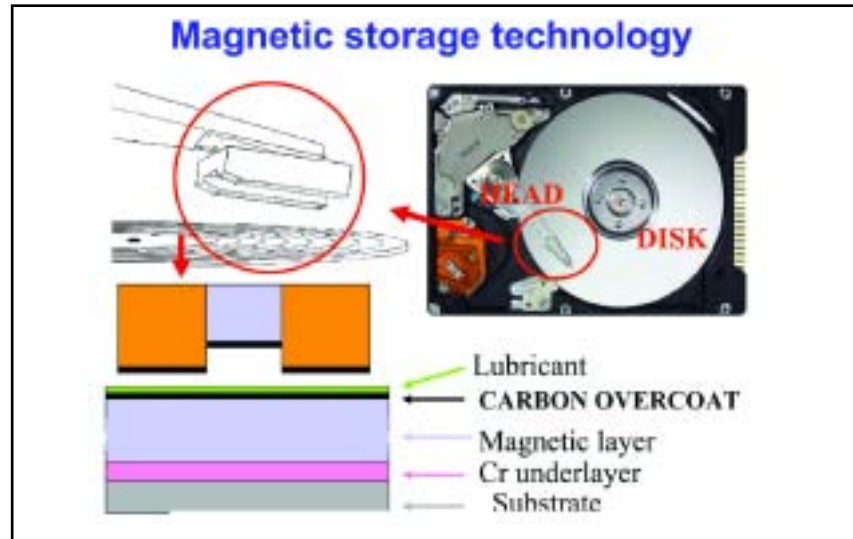 Magnetic storage technology
HEAD
DISK
Lubricant
CARBON OVERCOAT
Magnetic layer
Cr underlayer
Substrate